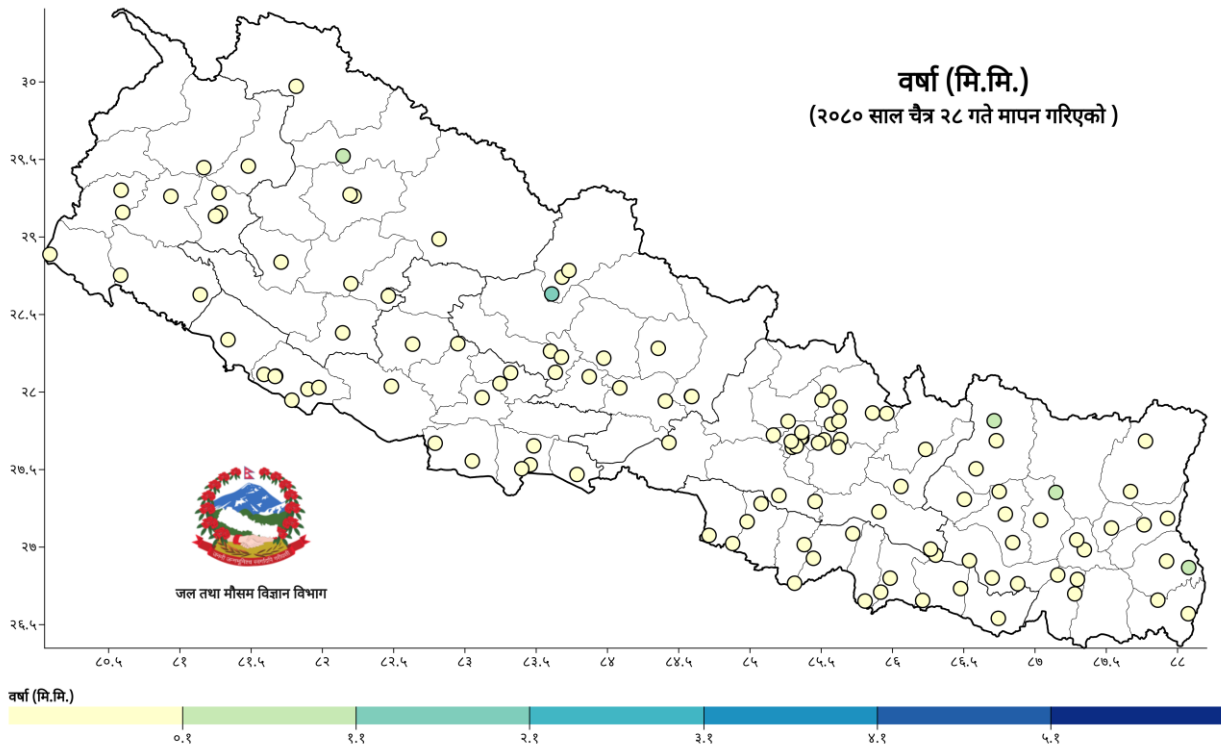 वर्षा (मि.मि.)
(२०८० साल चैत्र २८ गते मापन गरिएको )
३०
२९.५
२९
२८.५
२८
२७.५
२७
२६.५
जल तथा मौसम विज्ञान विभाग
८०.५ ८१ ८१.५ ८२ ८२.५ ८३ ८३.५ ८४ ८४.५ ८५ ८५.५ ८६ ८६.५ ८७ ८७.५ ८८
वर्षा (मि.मि.)
०.१ १.१ २.१ ३.१ ४.१ ५.१